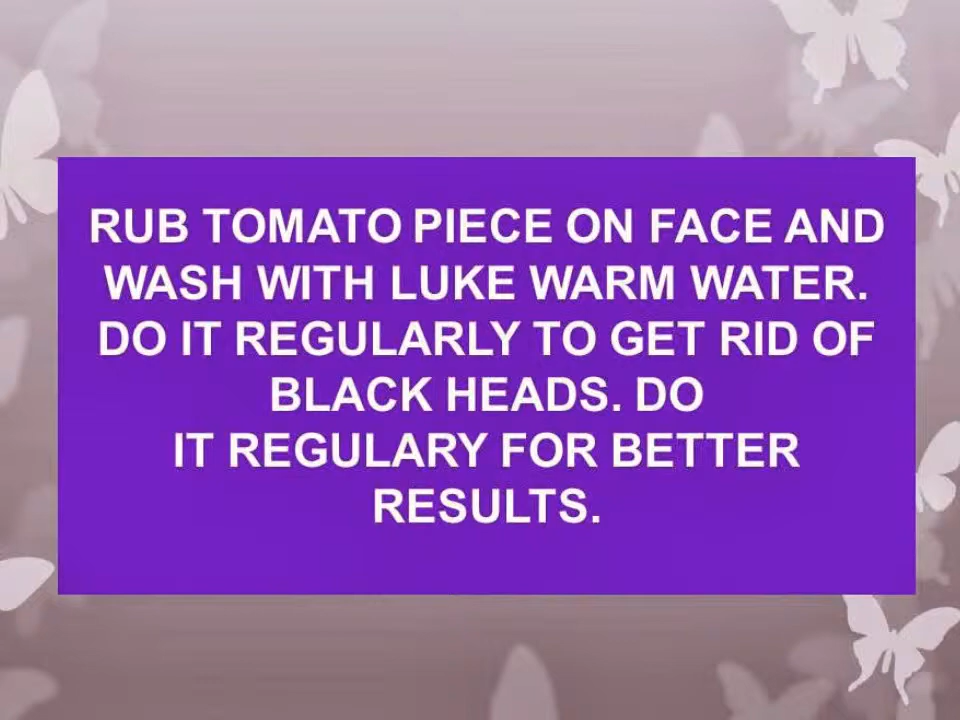 RUB TOMATO PIECE ON FACE AND
WASH WITH LUKE WARM WATER.
DO IT REGULARLY TO GET RID OF
BLACK HEADS. DO
IT REGULARY FOR BETTER
RESULTS.